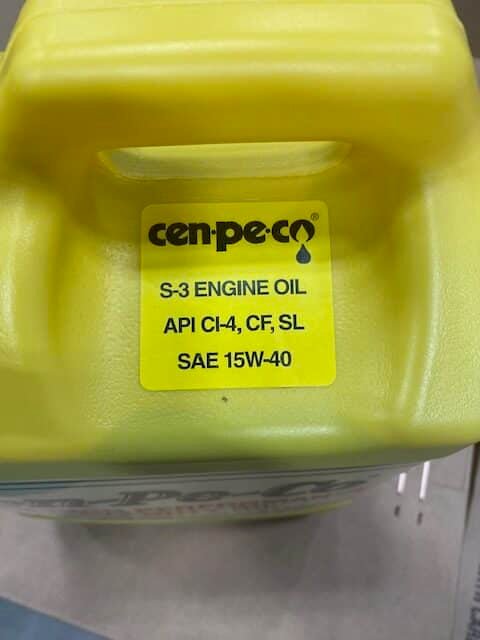 cen·pe·co®
S-3 ENGINE OIL
API CI-4, CF, SL
SAE 15W-40